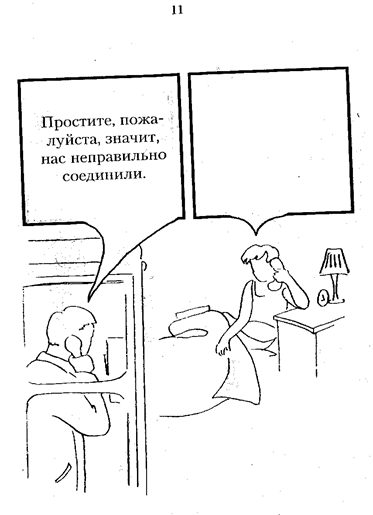 11
Простите, пожа-
луйста, значит,
нас неправильно
соединили.